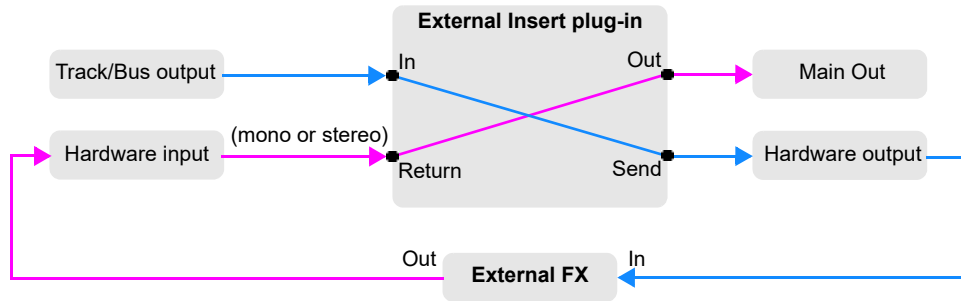 External Insert plug-in
Track/Bus output
In
Out
Main Out
Hardware input
(mono or stereo)
Return
Send
Hardware output
Out
External FX
In